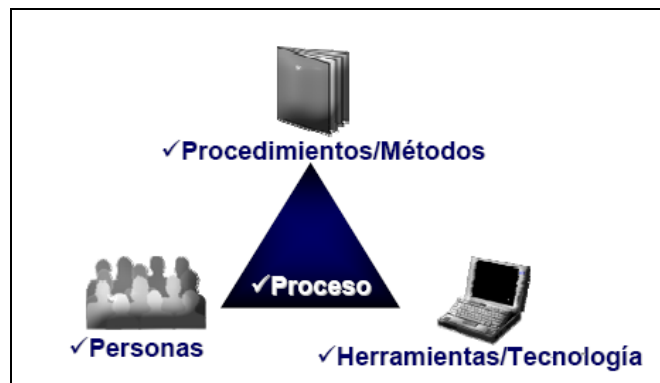 ✓Procedimientos/Métodos
✓Proceso
✓Personas
✓Herramientas/Tecnología